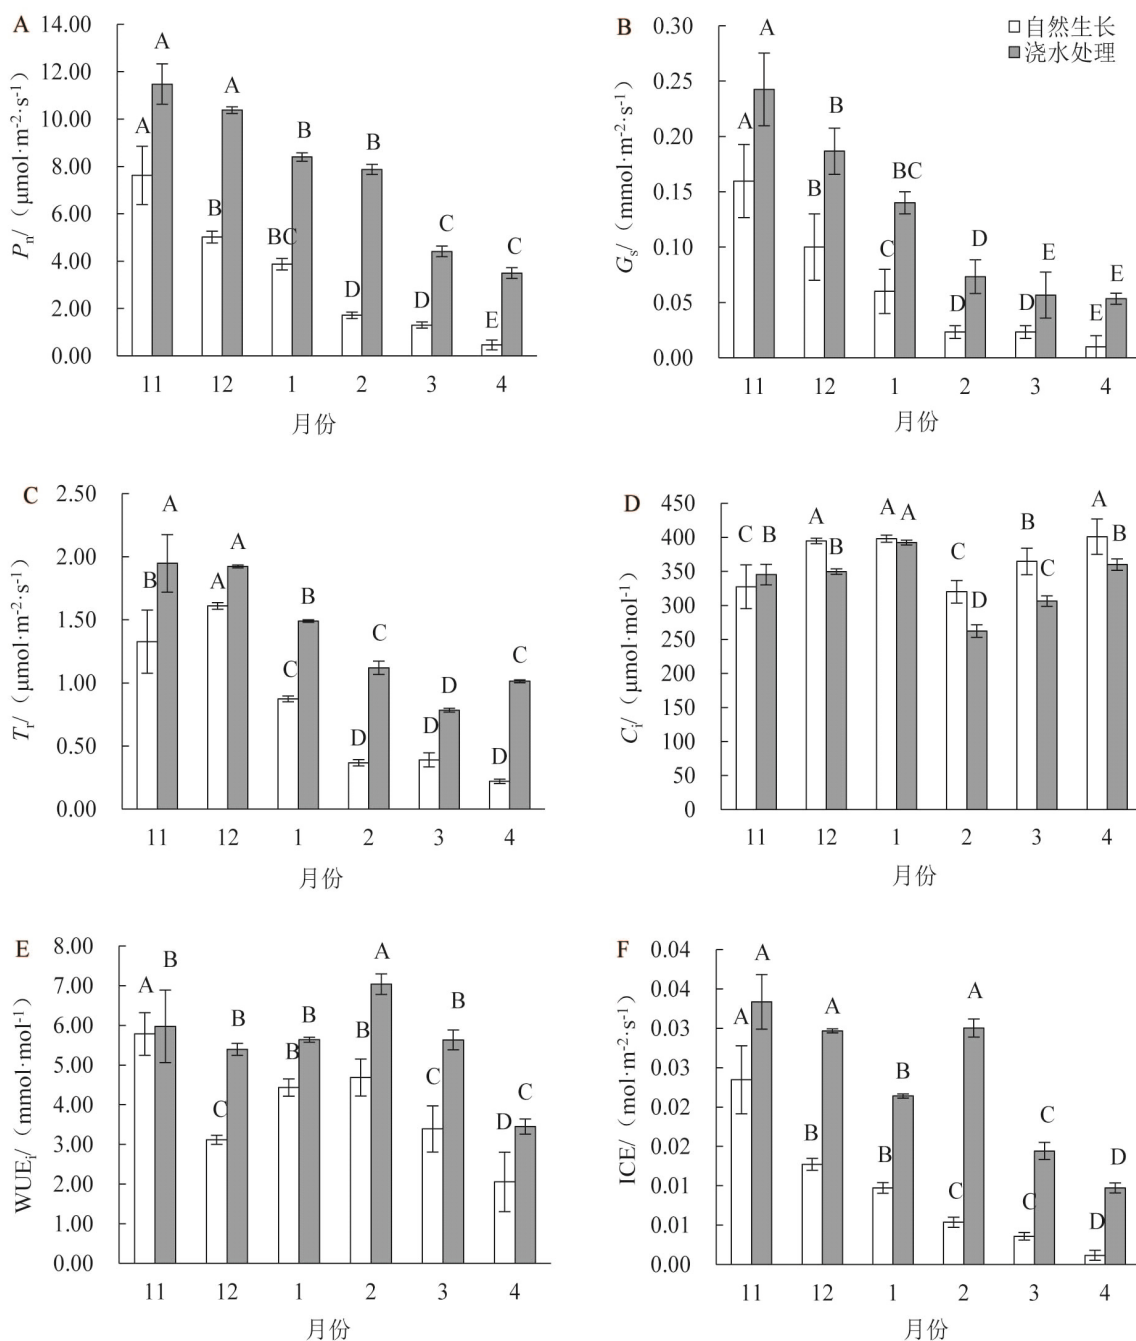 A
Pn/（μmol·m-2·s-1）
14.00
12.00
10.00
8.00
6.00
4.00
2.00
0.00
A A
B A
BC B
D B
D C
E C
11 12 1 2 3 4
月份
B
Gs/（mmol·m-2·s-1）
自然生长
浇水处理
0.30
0.25
0.20
0.15
0.10
0.05
0.00
A A
B B
C BC
D D
D E
E E
11 12 1 2 3 4
月份
C
Tr/（μmol·m-2·s-1）
2.50
2.00
1.50
1.00
0.50
0.00
B A
A A
C B
D C
D D
D C
11 12 1 2 3 4
月份
D
Ci/（μmol·mol-1）
450
400
350
300
250
200
150
100
50
0
C B
A B
A A
C D
B C
A B
11 12 1 2 3 4
月份
E
WUEi/（mmol·mol-1）
8.00
7.00
6.00
5.00
4.00
3.00
2.00
1.00
0.00
A B
C B
B B
B A
C B
D C
11 12 1 2 3 4
月份
F
ICE/（mol·m-2·s-1）
0.04
0.04
0.03
0.03
0.02
0.02
0.01
0.01
0.00
A A
B A
B B
C A
C C
D D
11 12 1 2 3 4
月份